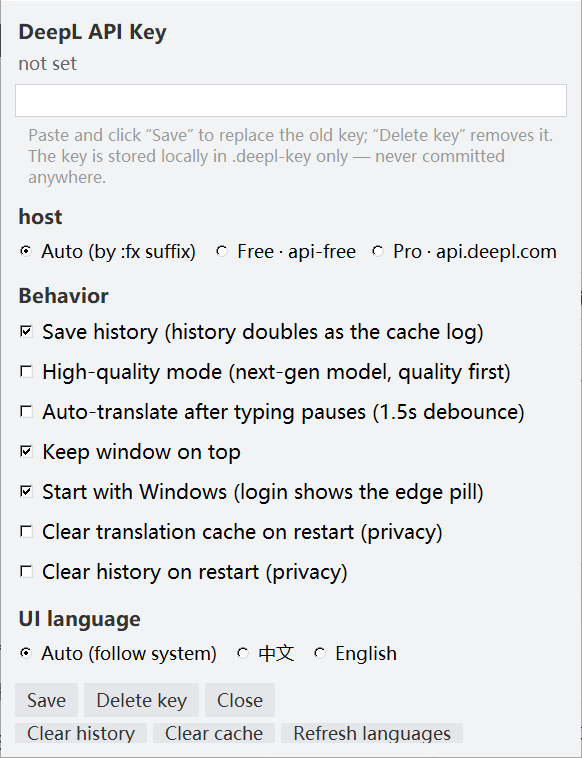 DeepL API Key
not set
Paste and click “Save” to replace the old key; “Delete key” removes it.
The key is stored locally in .deepl-key only — never committed
anywhere.
host
Auto (by :fx suffix) Free · api-free Pro · api.deepl.com
Behavior
Save history (history doubles as the cache log)
High-quality mode (next-gen model, quality first)
Auto-translate after typing pauses (1.5s debounce)
Keep window on top
Start with Windows (login shows the edge pill)
Clear translation cache on restart (privacy)
Clear history on restart (privacy)
UI language
Auto (follow system) 中文 English
Save Delete key Close
Clear history Clear cache Refresh languages